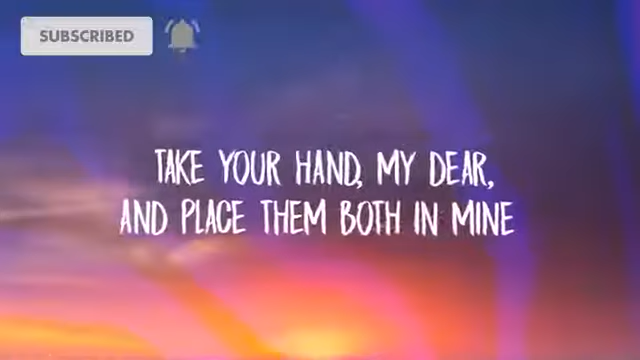 SUBSCRIBED
TAKE YOUR HAND, MY DEAR,
AND PLACE THEM BOTH IN MINE